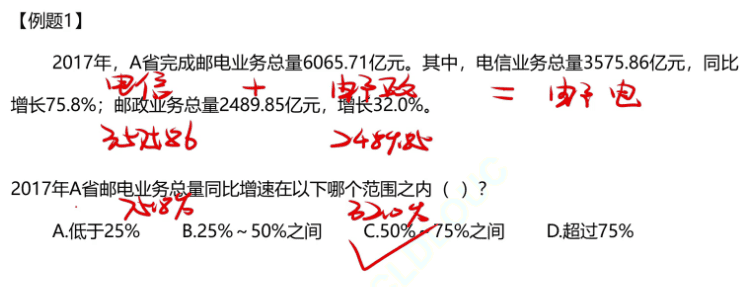 【例题1】
2017年，A省完成邮电业务总量6065.71亿元。其中，电信业务总量3575.86亿元，同比
电信 + 邮政 = 邮电
增长75.8%；邮政业务总量2489.85亿元，增长32.0%。
3575.86 2489.85
2017年A省邮电业务总量同比增速在以下哪个范围之内（ ）？
75.8% 32.0%
A.低于25% B.25%～50%之间 C.50%～75%之间 D.超过75%